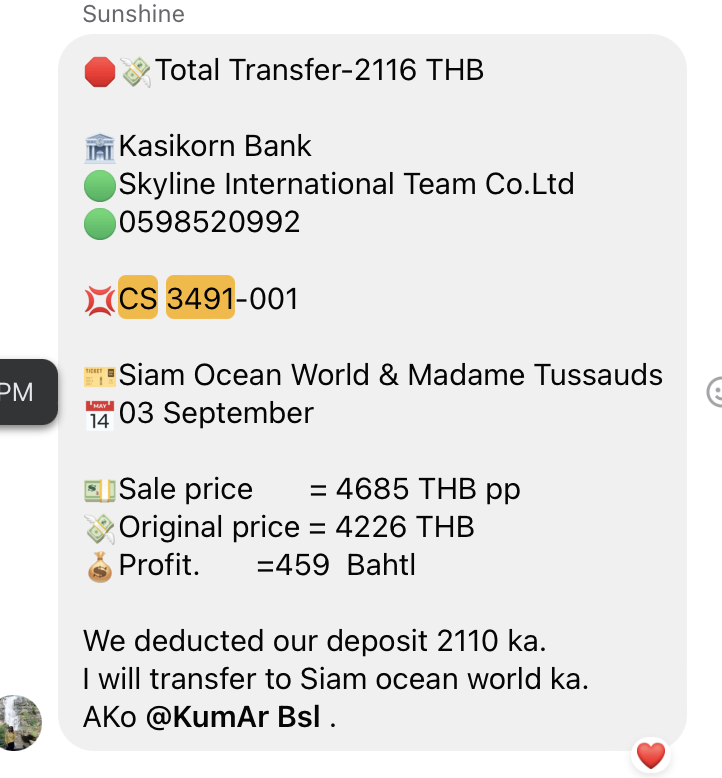 Sunshine
🛑💸Total Transfer-2116 THB
🏦Kasikorn Bank
🟢Skyline International Team Co.Ltd
🟢0598520992
💢CS 3491-001
🎫Siam Ocean World & Madame Tussauds
📅03 September
💵Sale price = 4685 THB pp
💸Original price = 4226 THB
💰Profit. =459 Bahtl
We deducted our deposit 2110 ka.
I will transfer to Siam ocean world ka.
AKo @KumAr Bsl .
PM